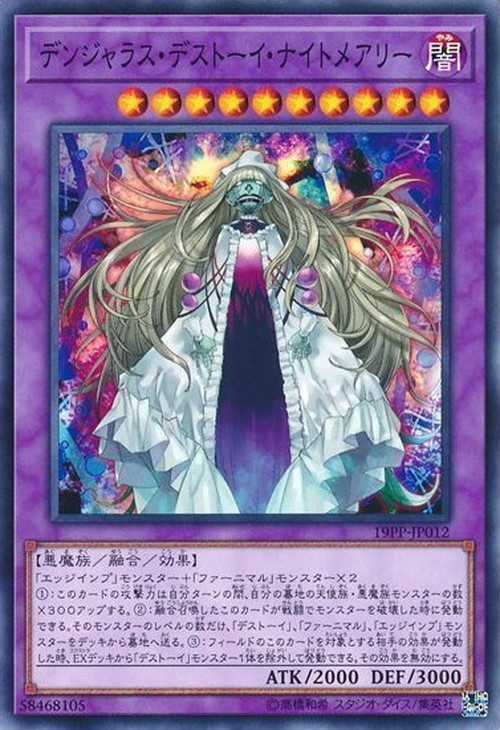 デンジャラス・デストーイ・ナイトメアリー
闇
19PP-JP012
【悪魔族／融合／効果】
「エッジインプ」モンスター＋「ファーニマル」モンスター×２
①：このカードの攻撃力は自分ターンの間、自分の墓地の天使族・悪魔族モンスターの数
×３００アップする。②：融合召喚したこのカードが戦闘でモンスターを破壊した時に発動
できる。そのモンスターのレベルの数だけ、「デストーイ」、「ファーニマル」、「エッジインプ」モン
スターをデッキから墓地へ送る。③：フィールドのこのカードを対象とする相手の効果が発動
した時、EXデッキから「デストーイ」モンスター１体を除外して発動できる。その効果を無効にする。
ATK/2000 DEF/3000
58468105
©高橋和希 スタジオ・ダイス/集英社